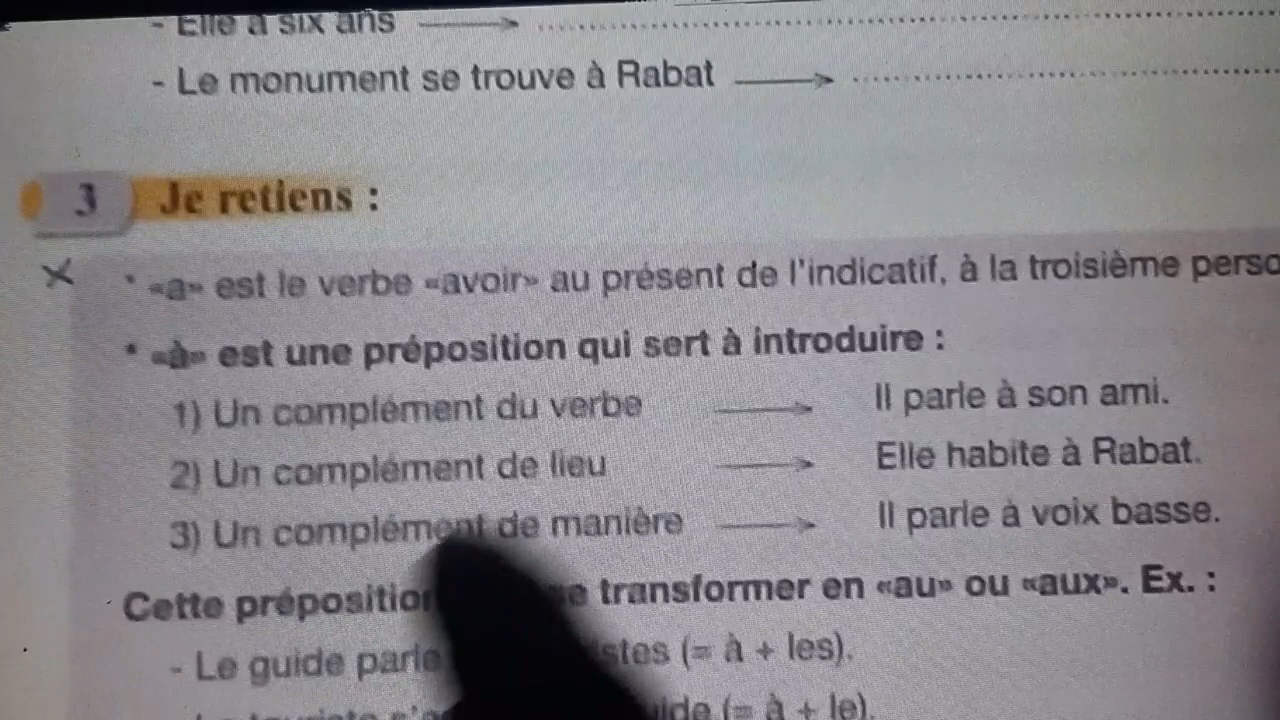 - Elle a six ans
- Le monument se trouve à Rabat
3 Je retiens :
* «a» est le verbe «avoir» au présent de l'indicatif, à la troisième perso
* «à» est une préposition qui sert à introduire :
1) Un complément du verbe Il parle à son ami.
2) Un complément de lieu Elle habite à Rabat.
3) Un complément de manière Il parle à voix basse.
Cette préposition transformer en «au» ou «aux». Ex. :
- Le guide parle (= à + les).
(= à + le).